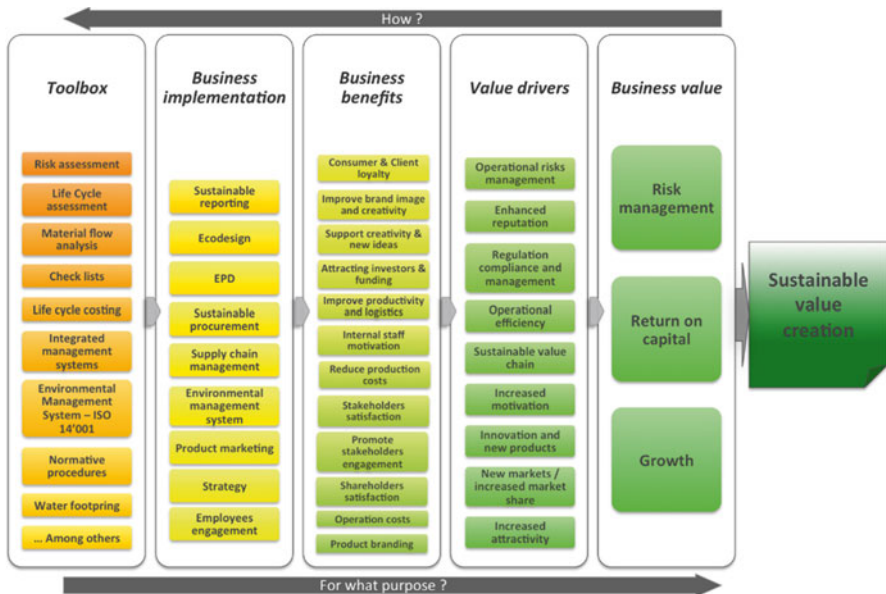 How ?
Toolbox
Risk assessment
Life Cycle
assessment
Material flow
analysis
Check lists
Life cycle costing
Integrated
management
systems
Environmental
Management
System – ISO
14'001
Normative
procedures
Water footpring
... Among others
Business
implementation
Sustainable
reporting
Ecodesign
EPD
Sustainable
procurement
Supply chain
management
Environmental
management
system
Product marketing
Strategy
Employees
engagement
Business
benefits
Consumer & Client
loyalty
Improve brand image
and creativity
Support creativity &
new ideas
Attracting investors &
funding
Improve productivity
and logistics
Internal staff
motivation
Reduce production
costs
Stakeholders
satisfaction
Promote
stakeholders
engagement
Shareholders
satisfaction
Operation costs
Product branding
Value drivers
Operational risks
management
Enhanced
reputation
Regulation
compliance and
management
Operational
efficiency
Sustainable value
chain
Increased
motivation
Innovation and
new products
New markets /
increased market
share
Increased
attractivity
Business value
Risk
management
Return on
capital
Growth
Sustainable
value
creation
For what purpose ?